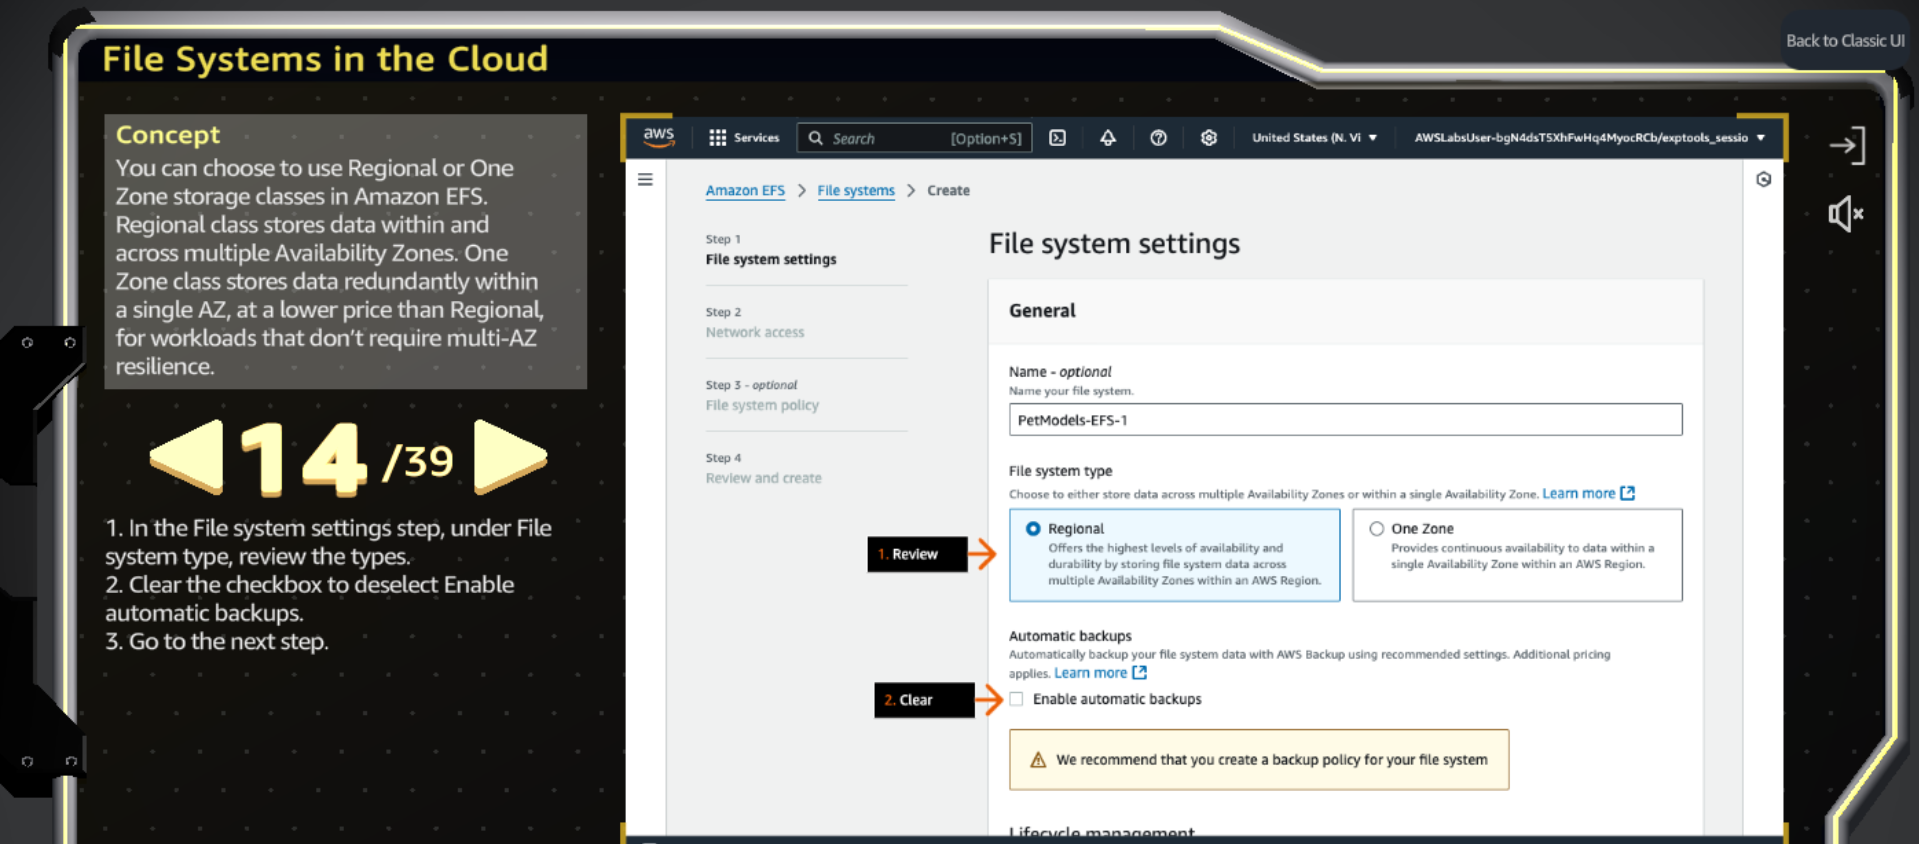 Back to Classic UI
File Systems in the Cloud
Concept
You can choose to use Regional or One
Zone storage classes in Amazon EFS.
Regional class stores data within and
across multiple Availability Zones. One
Zone class stores data redundantly within
a single AZ, at a lower price than Regional,
for workloads that don't require multi-AZ
resilience.
14 /39
1. In the File system settings step, under File
system type, review the types.
2. Clear the checkbox to deselect Enable
automatic backups.
3. Go to the next step.
aws Services Search [Option+S] United States (N. Vi AWSLabsUser-bgN4dsT5XhFwHq4MyocRCb/exptools_sessio
Amazon EFS > File systems > Create
Step 1
File system settings
Step 2
Network access
Step 3 - optional
File system policy
Step 4
Review and create
File system settings
General
Name - optional
Name your file system.
PetModels-EFS-1
File system type
Choose to either store data across multiple Availability Zones or within a single Availability Zone. Learn more
1. Review
Regional
Offers the highest levels of availability and
durability by storing file system data across
multiple Availability Zones within an AWS Region.
One Zone
Provides continuous availability to data within a
single Availability Zone within an AWS Region.
Automatic backups
Automatically backup your file system data with AWS Backup using recommended settings. Additional pricing
applies. Learn more
2. Clear
Enable automatic backups
We recommend that you create a backup policy for your file system
Lifecycle management